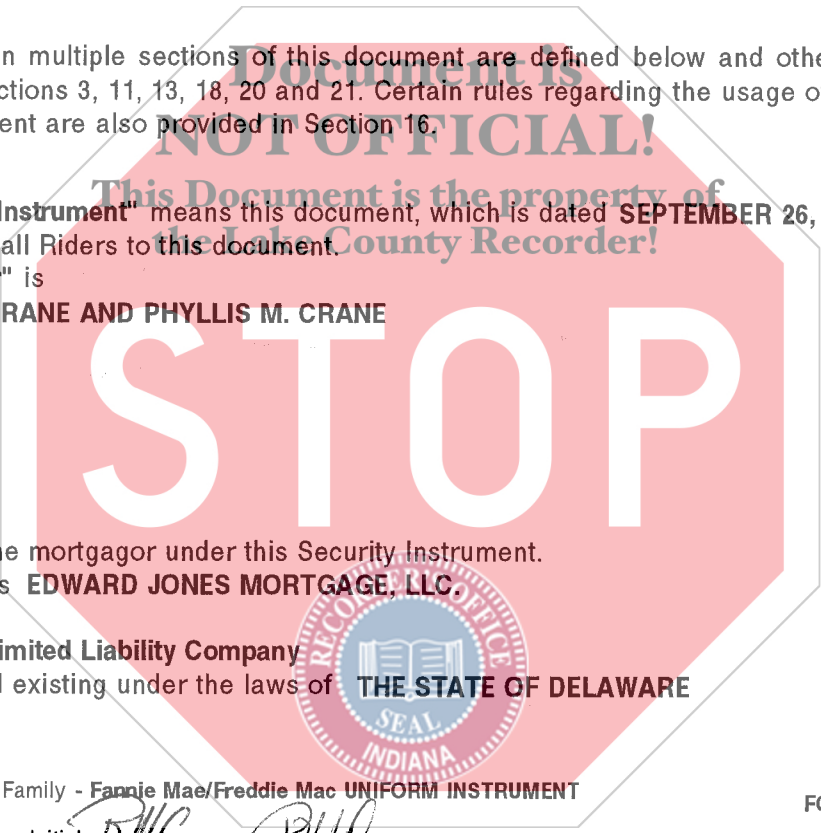 n multiple sections of this document are defined below and othe
Document is
ctions 3, 11, 13, 18, 20 and 21. Certain rules regarding the usage o
ent are also provided in Section 16.
NOT OFFICIAL!
This Document is the property of
Instrument" means this document, which is dated SEPTEMBER 26,
all Riders to this document.
the Lake County Recorder!
" is
RANE AND PHYLLIS M. CRANE
STOP
ne mortgagor under this Security Instrument.
s EDWARD JONES MORTGAGE, LLC.
imited Liability Company
d existing under the laws of THE STATE OF DELAWARE
RECORDER'S OFFICE
SEAL
INDIANA
Family - Fannie Mae/Freddie Mac UNIFORM INSTRUMENT
FO